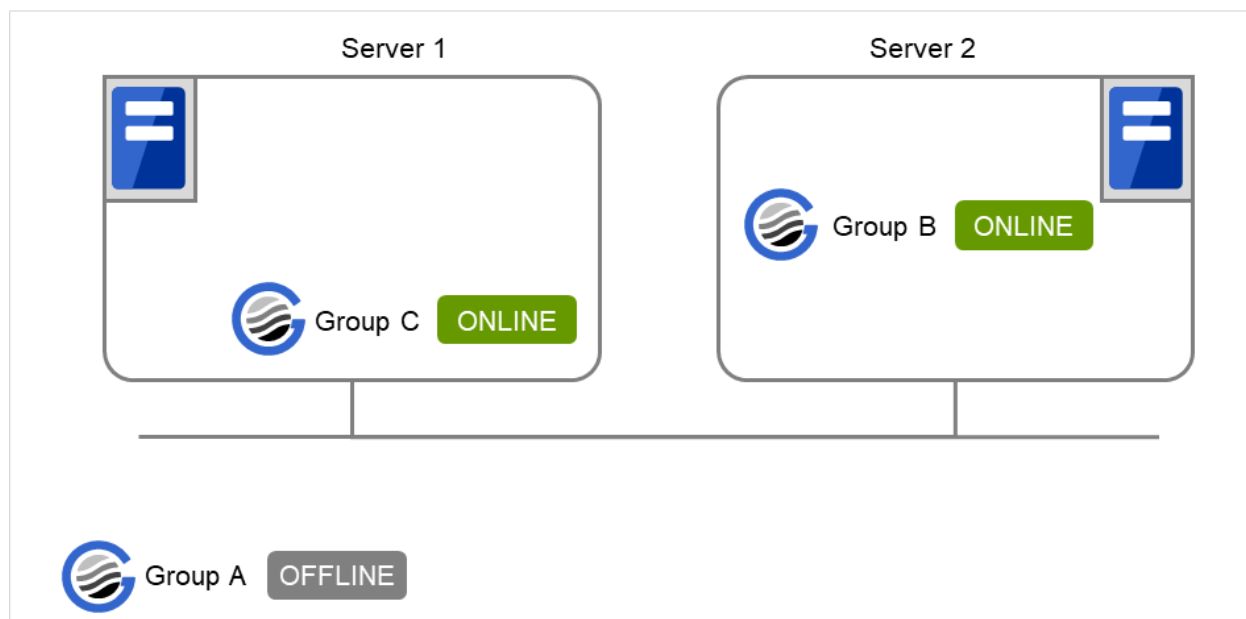 Server 1
Server 2
Group B ONLINE
Group C ONLINE
Group A OFFLINE